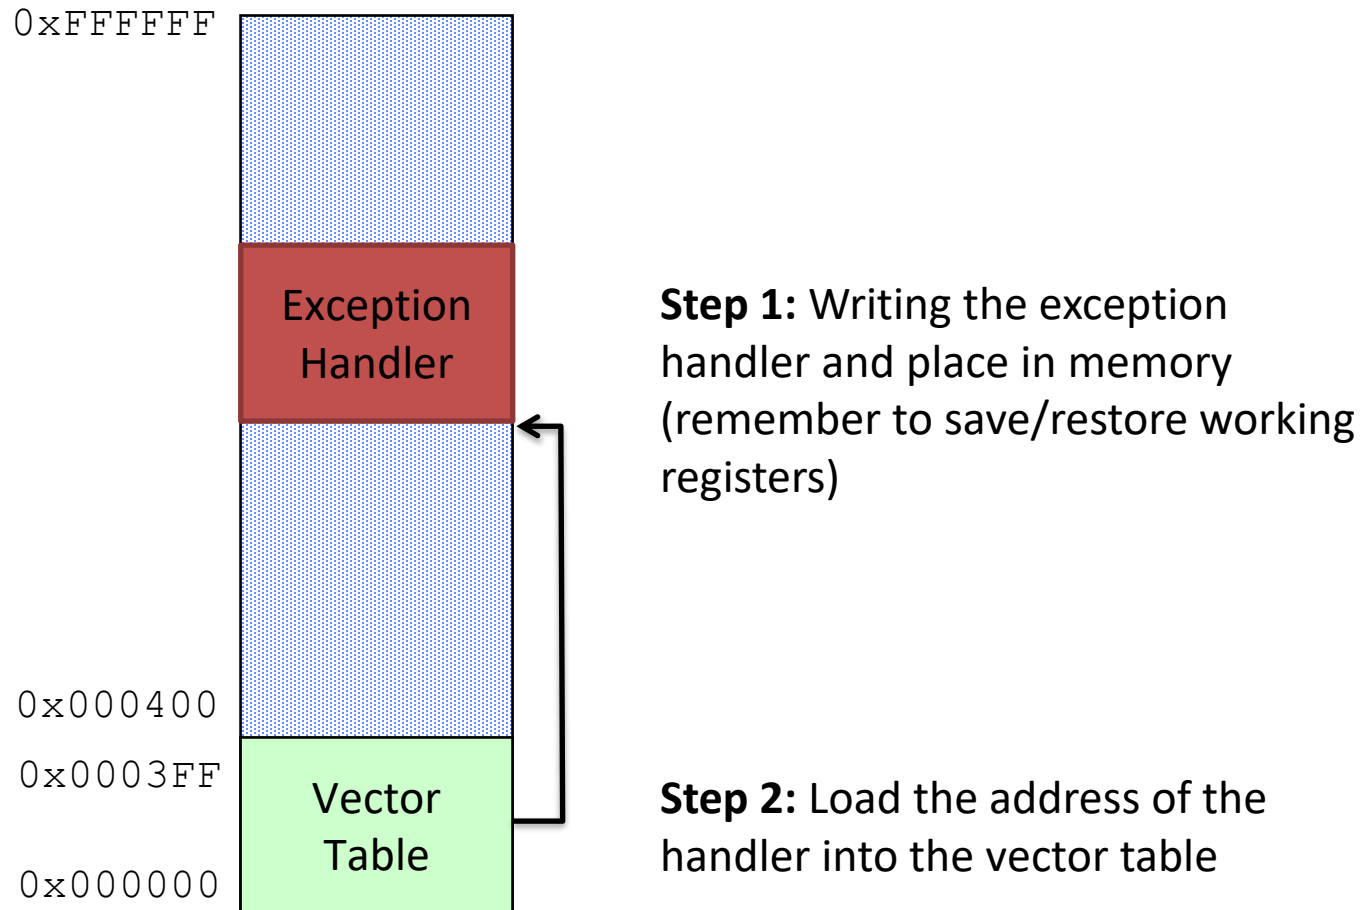 0xFFFFFF
Exception
Handler
Step 1: Writing the exception
handler and place in memory
(remember to save/restore working
registers)
0x000400
0x0003FF
Vector
Table
0x000000
Step 2: Load the address of the
handler into the vector table